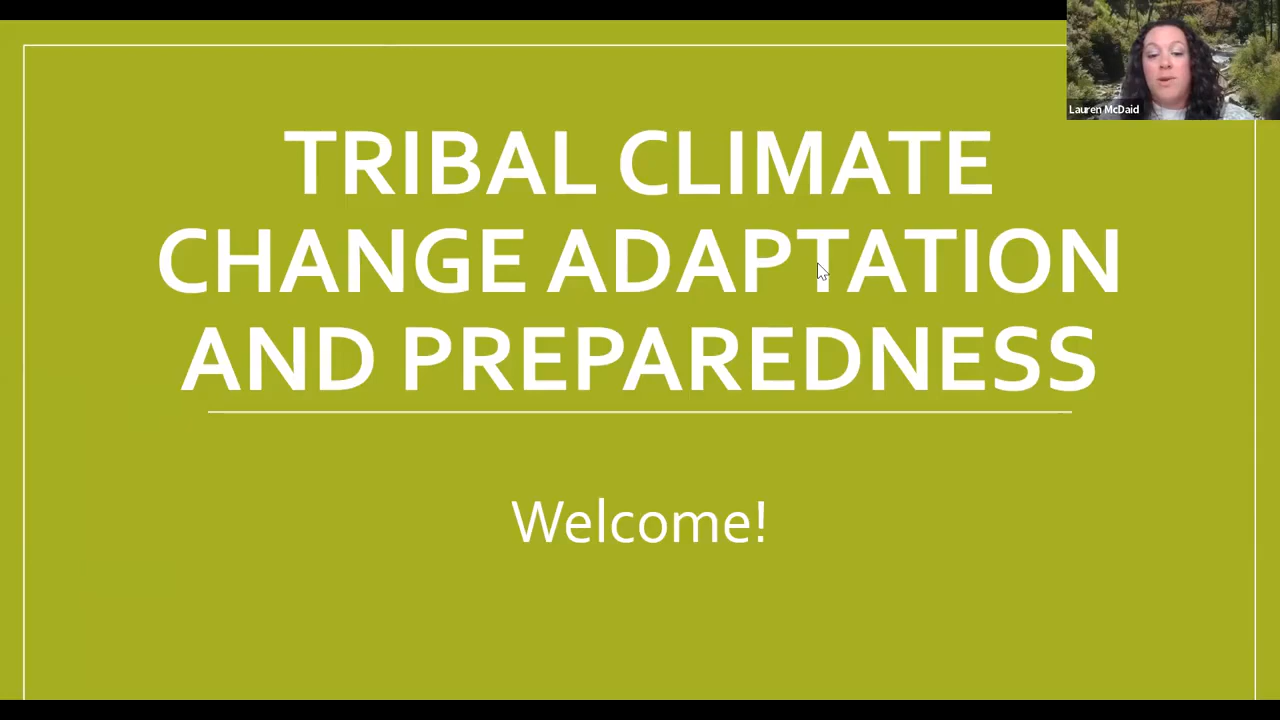 Lauren McDaid
TRIBAL CLIMATE
CHANGE ADAPTATION
AND PREPAREDNESS
Welcome!